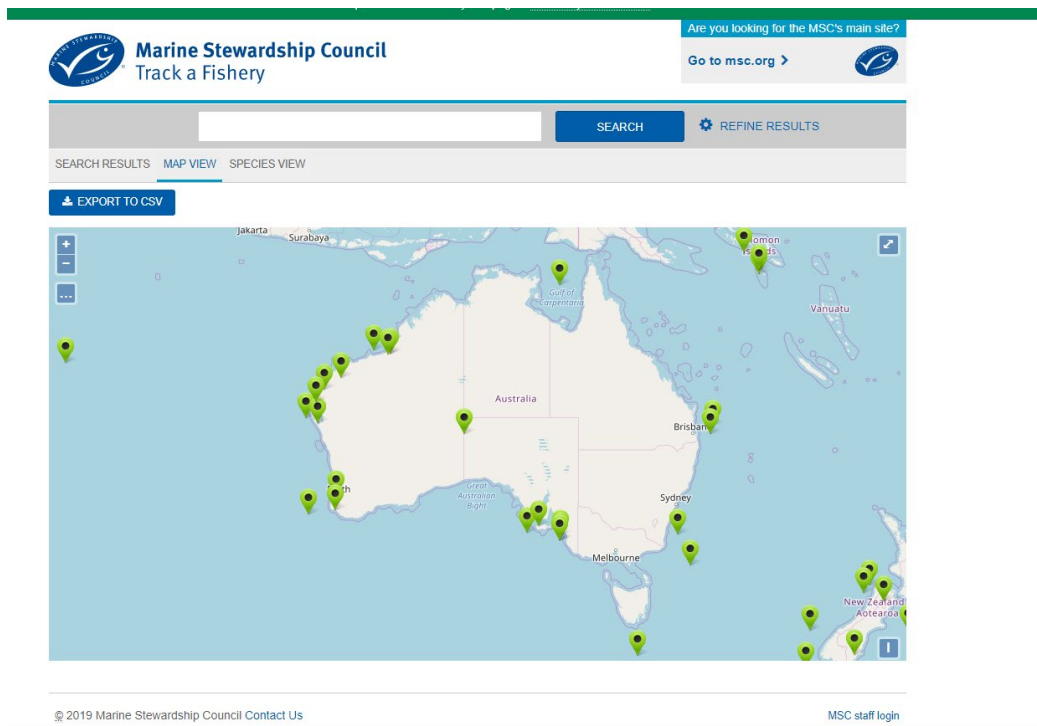 Are you looking for the MSC's main site?
Marine Stewardship Council
Track a Fishery
Go to msc.org >
SEARCH
REFINE RESULTS
SEARCH RESULTS MAP VIEW SPECIES VIEW
EXPORT TO CSV
+
−
...
Jakarta
Surabaya
Gulf of
Carpentaria
Vanuatu
Australia
Brisban
Great
Australian
Bight
Sydney
Melbourne
New Zealand
Aotearoa
I
© 2019 Marine Stewardship Council Contact Us
MSC staff login